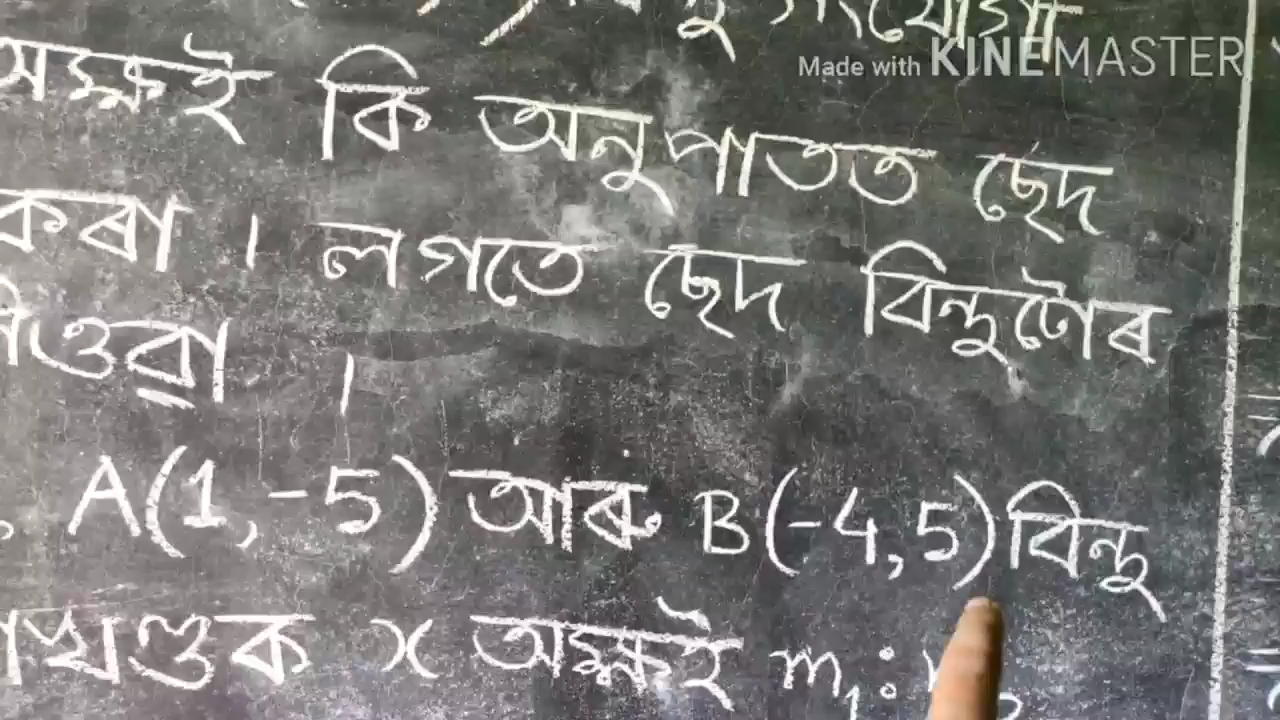 সংযোগী
Made with KINEMASTER
অক্ষই কি অনুপাতত ছেদ
কৰা । লগতে ছেদ বিন্দুটোৰ
।
A(1, -5) আৰু B(-4, 5) বিন্দু
x অক্ষই m₁: